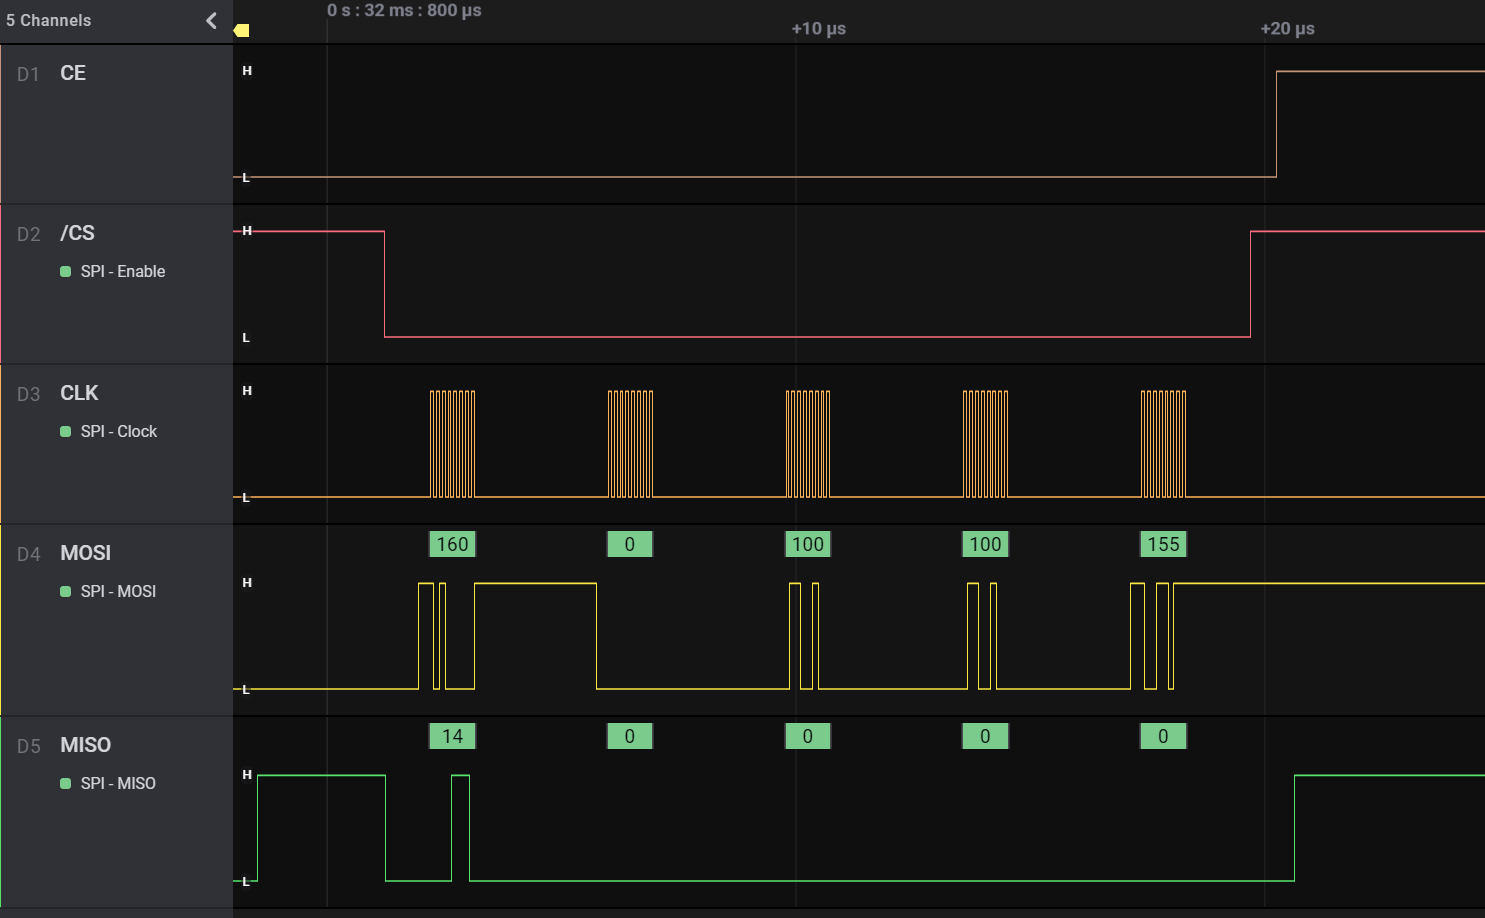 5 Channels
0 s : 32 ms : 800 µs
+10 µs
+20 µs
D1 CE
H
L
D2 /CS
SPI - Enable
H
L
D3 CLK
SPI - Clock
H
L
D4 MOSI
SPI - MOSI
160 0 100 100 155
H
L
D5 MISO
SPI - MISO
14 0 0 0 0
H
L